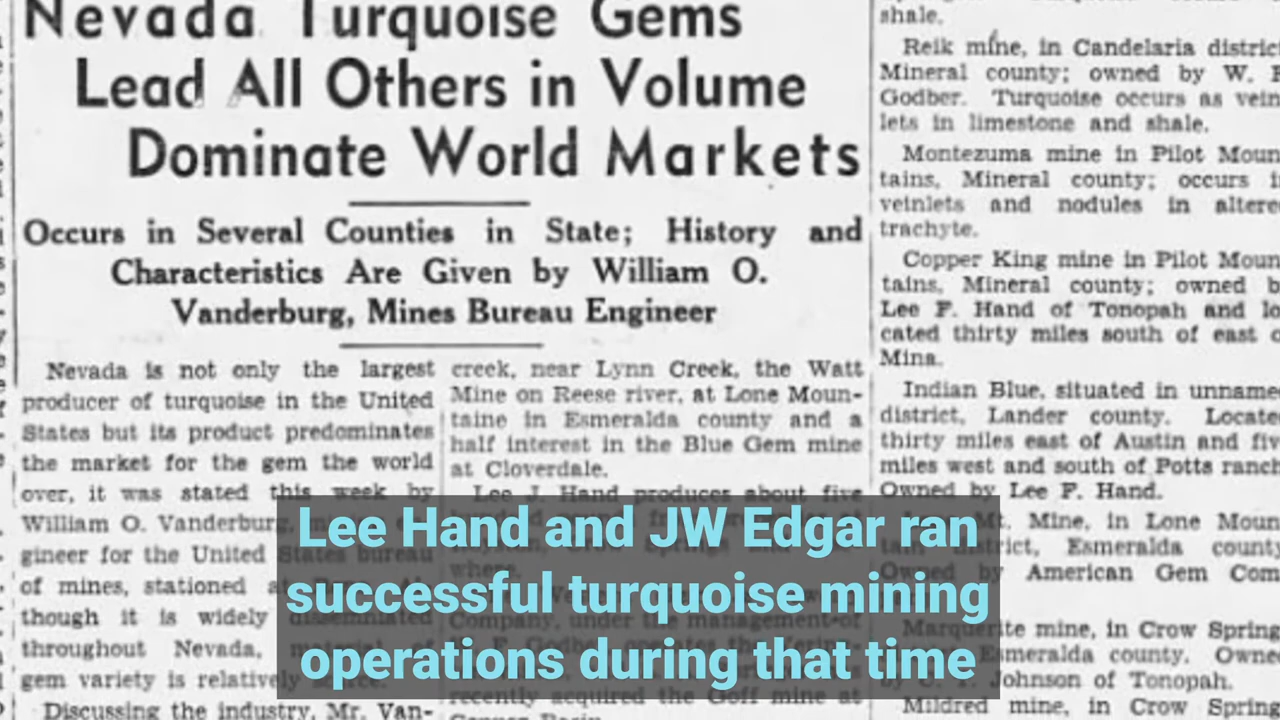 Nevada Turquoise Gems
Lead All Others in Volume
Dominate World Markets
Occurs in Several Counties in State; History and
Characteristics Are Given by William O.
Vanderburg, Mines Bureau Engineer
Nevada is not only the largest
producer of turquoise in the United
States but its product predominates
the market for the gem the world
over, it was stated this week by
William O. Vanderburg,
gineer for the United States bureau
of mines, stationed
though it is widely disseminated
throughout Nevada,
gem variety is relatively
Discussing the industry, Mr. Van-
creek, near Lynn Creek, the Watt
Mine on Reese river, at Lone Moun-
taine in Esmeralda county and a
half interest in the Blue Gem mine
at Cloverdale.
Lee J. Hand produces about five
where.
Company, under the management of
recently acquired the Goff mine at
shale.
Reik mine, in Candelaria district
Mineral county; owned by W.
Godber. Turquoise occurs as vein
lets in limestone and shale.
Montezuma mine in Pilot Moun
tains, Mineral county; occurs
veinlets and nodules in altere
trachyte.
Copper King mine in Pilot Moun
tains, Mineral county; owned b
Lee F. Hand of Tonopah and lo
cated thirty miles south of east o
Mina.
Indian Blue, situated in unname
district, Lander county. Locate
thirty miles east of Austin and fiv
miles west and south of Potts ranch
Owned by Lee F. Hand.
Mt. Mine, in Lone Moun
district, Esmeralda county
Owned by American Gem Com
Marquerite mine, in Crow Spring
Esmeralda county. Owne
Johnson of Tonopah.
Mildred mine, in Crow Spring
Lee Hand and JW Edgar ran
successful turquoise mining
operations during that time